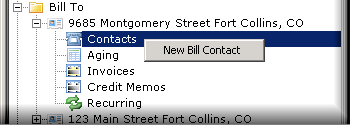 Bill To
9685 Montgomery Street Fort Collins, CO
Contacts
New Bill Contact
Aging
Invoices
Credit Memos
Recurring
123 Main Street Fort Collins, CO